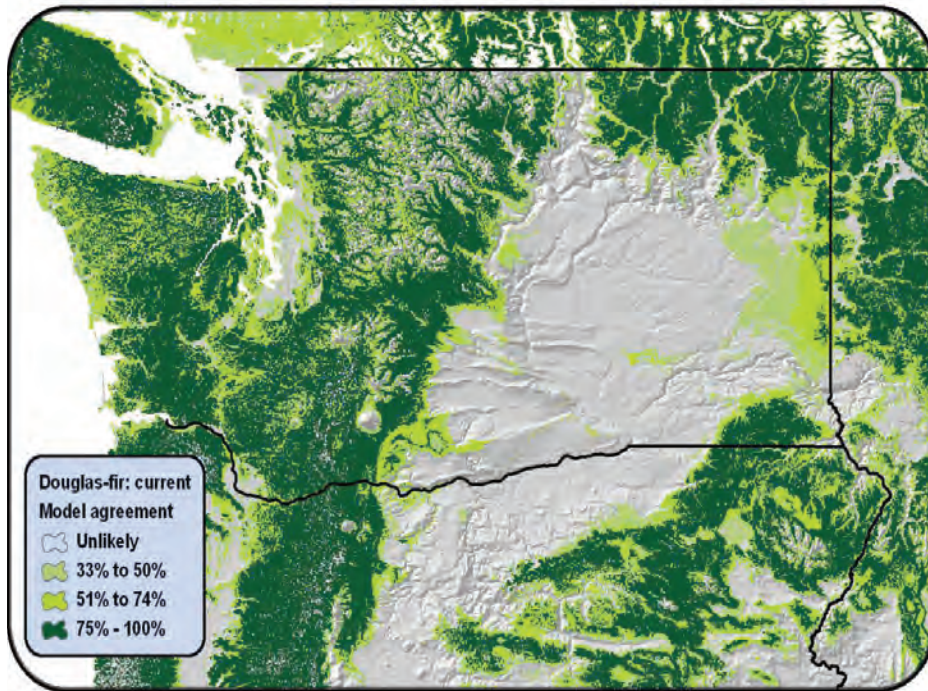 Douglas-fir: current
Model agreement
Unlikely
33% to 50%
51% to 74%
75% - 100%